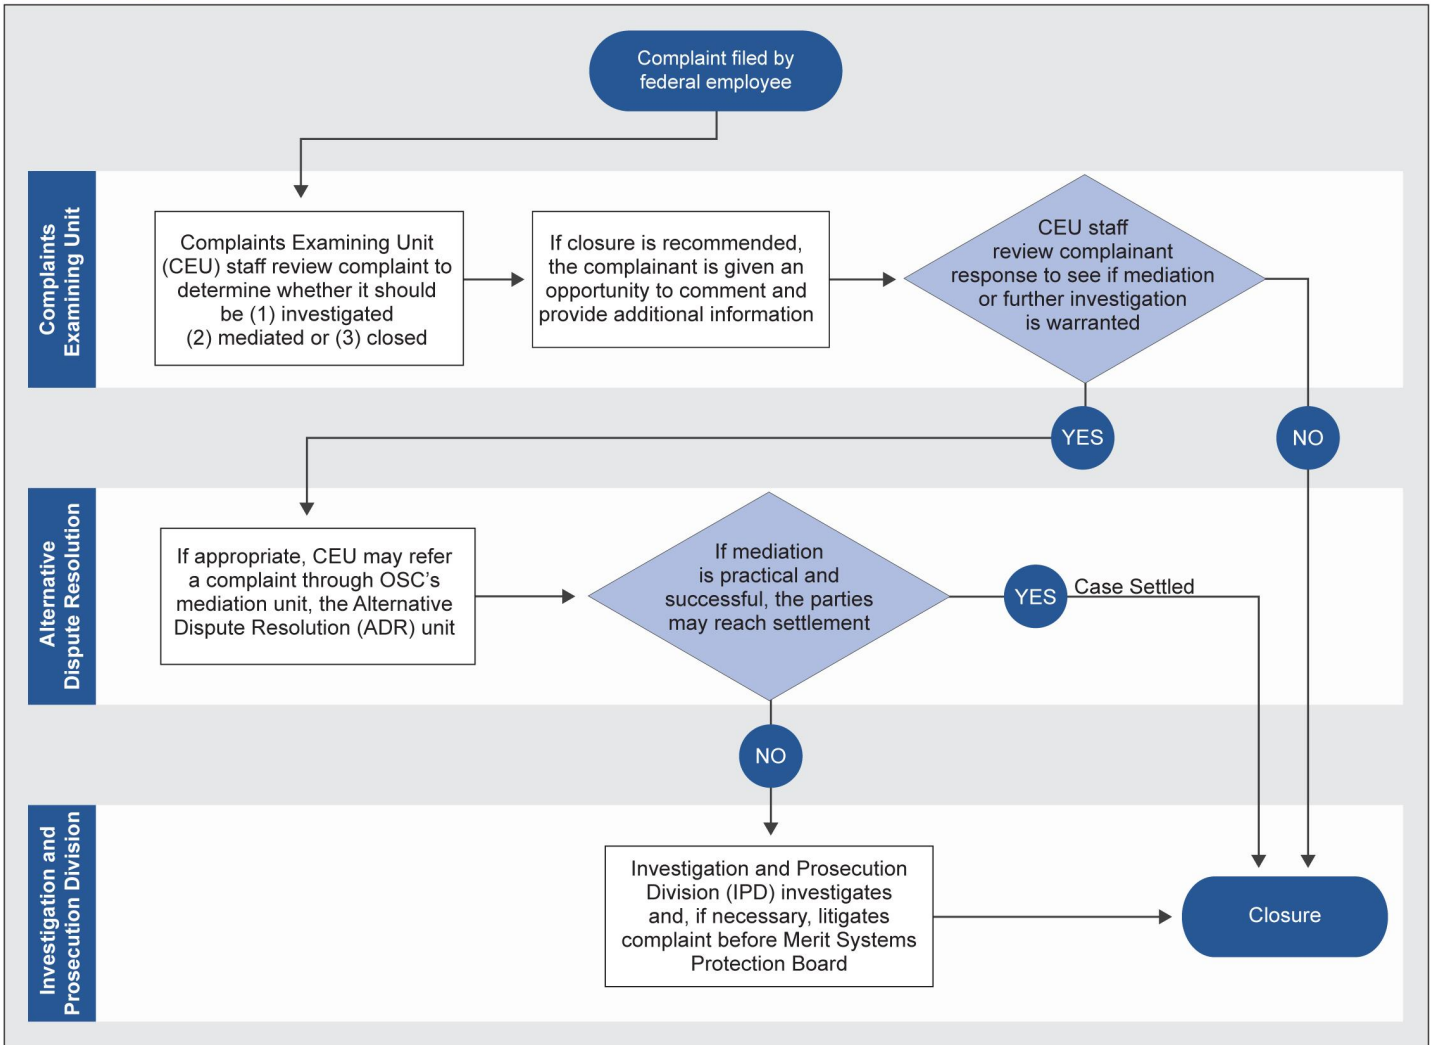 Complaint filed by
federal employee
Complaints
Examining Unit
Complaints Examining Unit
(CEU) staff review complaint to
determine whether it should
be (1) investigated
(2) mediated or (3) closed
If closure is recommended,
the complainant is given an
opportunity to comment and
provide additional information
CEU staff
review complainant
response to see if mediation
or further investigation
is warranted
YES
NO
Alternative
Dispute Resolution
If appropriate, CEU may refer
a complaint through OSC's
mediation unit, the Alternative
Dispute Resolution (ADR) unit
If mediation
is practical and
successful, the parties
may reach settlement
YES
Case Settled
NO
Investigation and
Prosecution Division
Investigation and Prosecution
Division (IPD) investigates
and, if necessary, litigates
complaint before Merit Systems
Protection Board
Closure